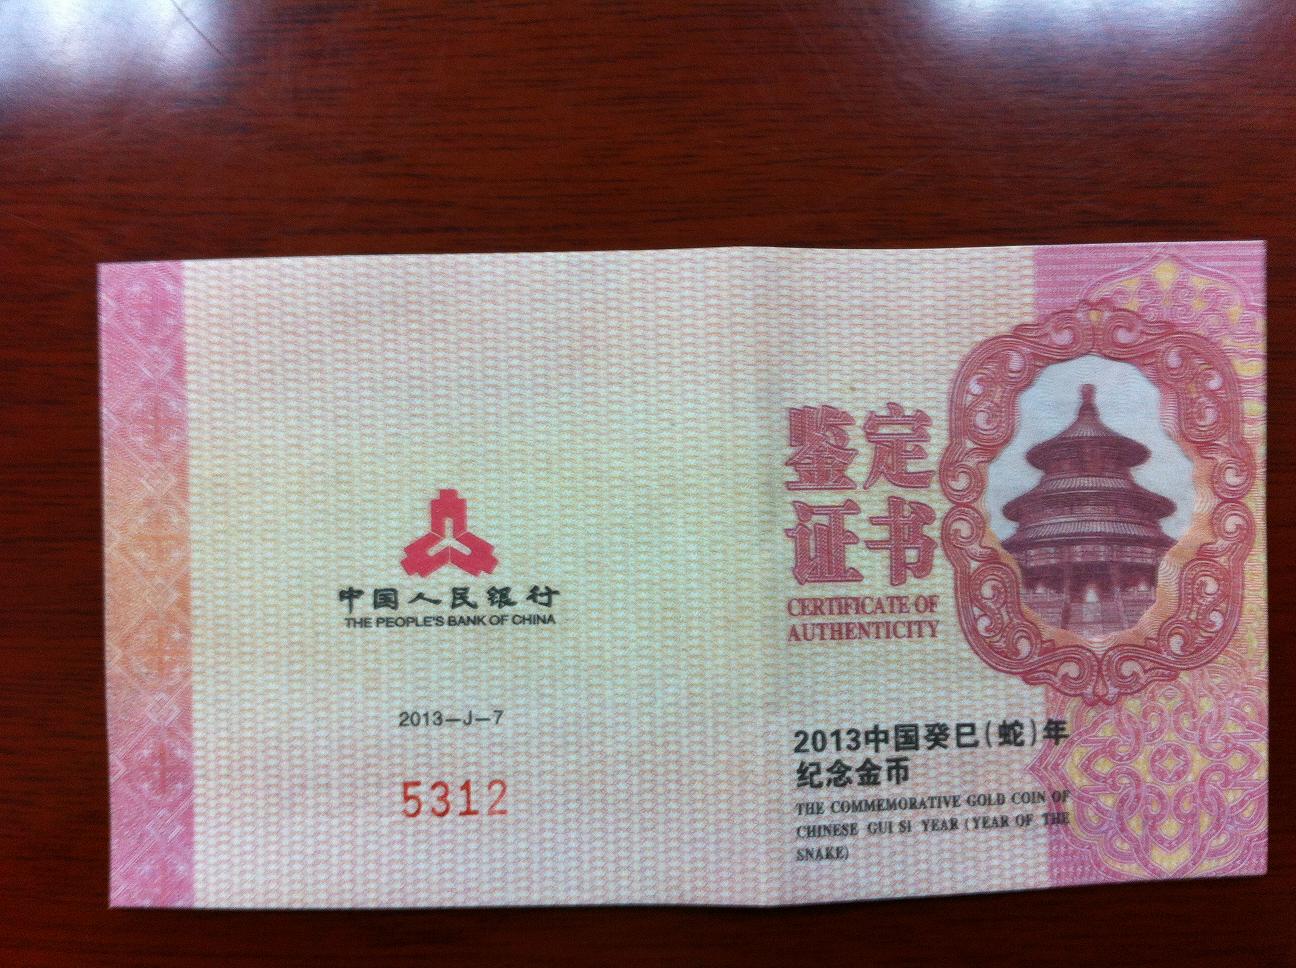 中国人民银行
THE PEOPLE'S BANK OF CHINA
2013-J-7
5312
鉴定
证书
CERTIFICATE OF
AUTHENTICITY
2013中国癸巳(蛇)年
纪念金币
THE COMMEMORATIVE GOLD COIN OF
CHINESE GUI SI YEAR (YEAR OF THE
SNAKE)